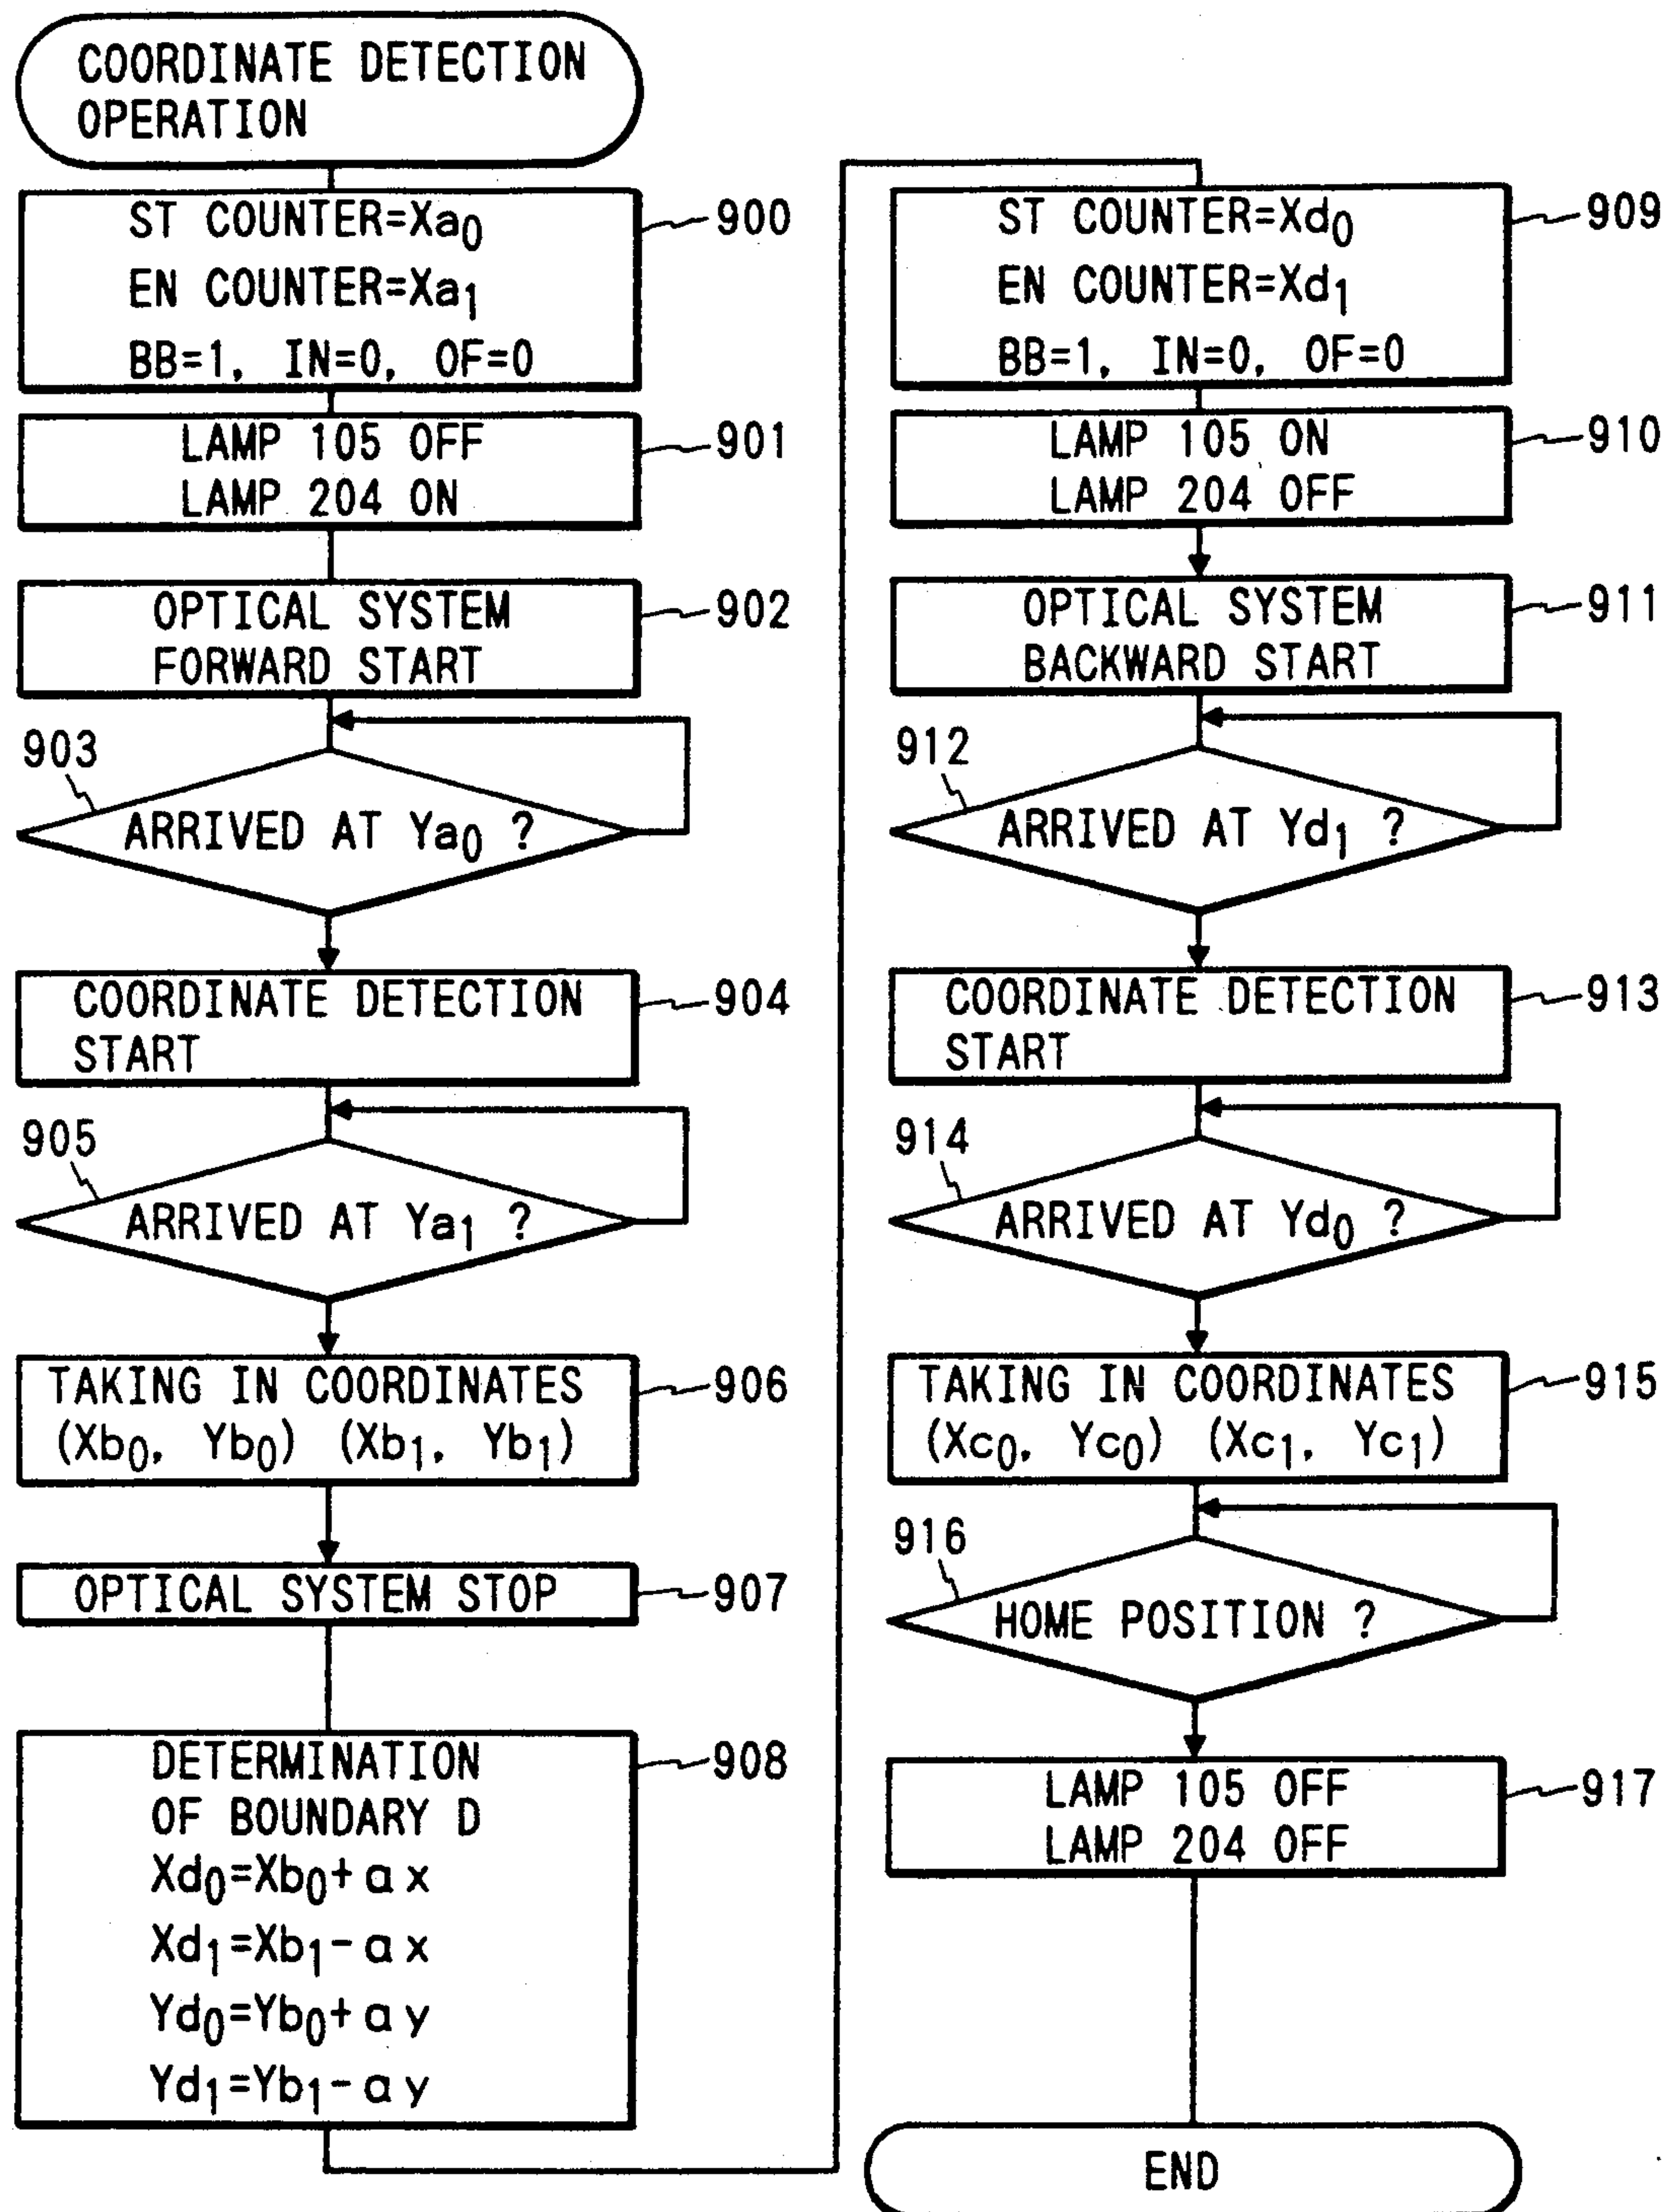 COORDINATE DETECTION
OPERATION
ST COUNTER=Xa0
EN COUNTER=Xa1
BB=1, IN=0, OF=0
900
LAMP 105 OFF
LAMP 204 ON
901
OPTICAL SYSTEM
FORWARD START
902
903
ARRIVED AT Ya0 ?
COORDINATE DETECTION
START
904
905
ARRIVED AT Ya1 ?
TAKING IN COORDINATES
(Xb0, Yb0) (Xb1, Yb1)
906
OPTICAL SYSTEM STOP
907
DETERMINATION
OF BOUNDARY D
Xd0=Xb0+αx
Xd1=Xb1-αx
Yd0=Yb0+αy
Yd1=Yb1-αy
908
ST COUNTER=Xd0
EN COUNTER=Xd1
BB=1, IN=0, OF=0
909
LAMP 105 ON
LAMP 204 OFF
910
OPTICAL SYSTEM
BACKWARD START
911
912
ARRIVED AT Yd1 ?
COORDINATE DETECTION
START
913
914
ARRIVED AT Yd0 ?
TAKING IN COORDINATES
(Xc0, Yc0) (Xc1, Yc1)
915
916
HOME POSITION ?
LAMP 105 OFF
LAMP 204 OFF
917
END